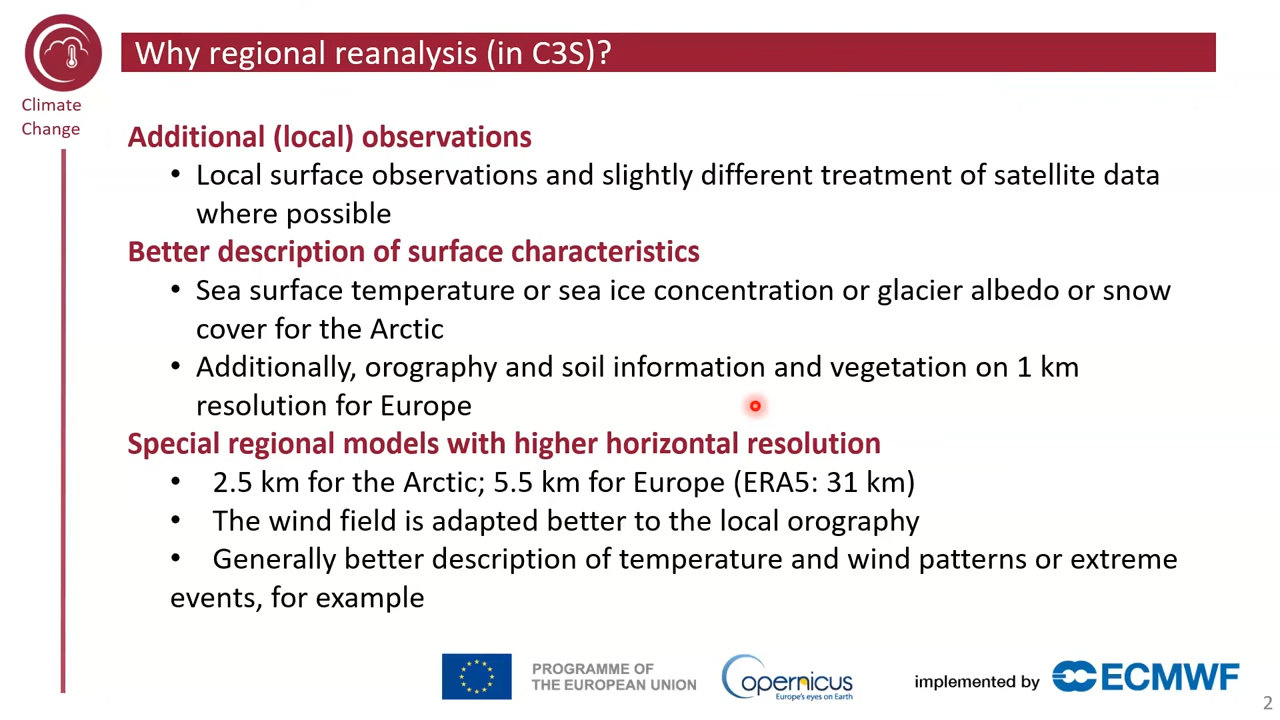 Why regional reanalysis (in C3S)?
Climate
Change
Additional (local) observations
• Local surface observations and slightly different treatment of satellite data
where possible
Better description of surface characteristics
• Sea surface temperature or sea ice concentration or glacier albedo or snow
cover for the Arctic
• Additionally, orography and soil information and vegetation on 1 km
resolution for Europe
Special regional models with higher horizontal resolution
• 2.5 km for the Arctic; 5.5 km for Europe (ERA5: 31 km)
• The wind field is adapted better to the local orography
• Generally better description of temperature and wind patterns or extreme
events, for example
PROGRAMME OF
THE EUROPEAN UNION
opernicus
Europe's eyes on Earth
implemented by
ECMWF
2